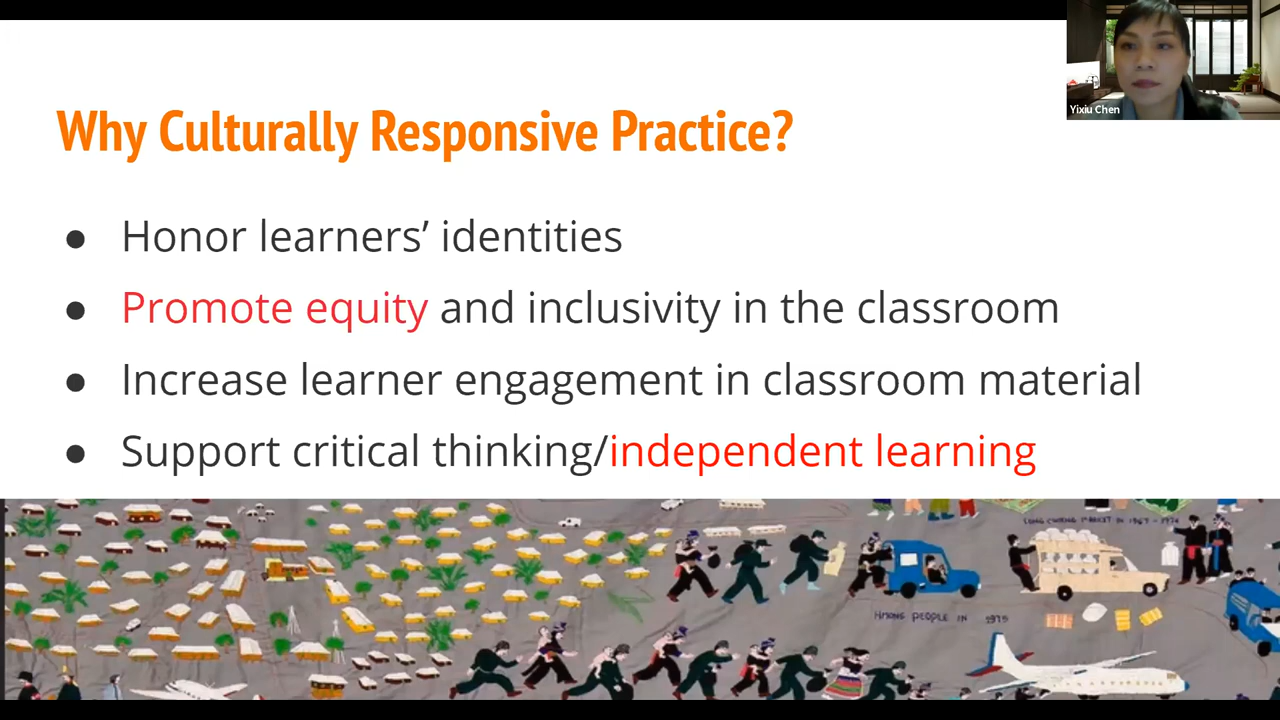 Yixiu Chen
Why Culturally Responsive Practice?
● Honor learners’ identities
● Promote equity and inclusivity in the classroom
● Increase learner engagement in classroom material
● Support critical thinking/independent learning
HMONG PEOPLE IN 1975